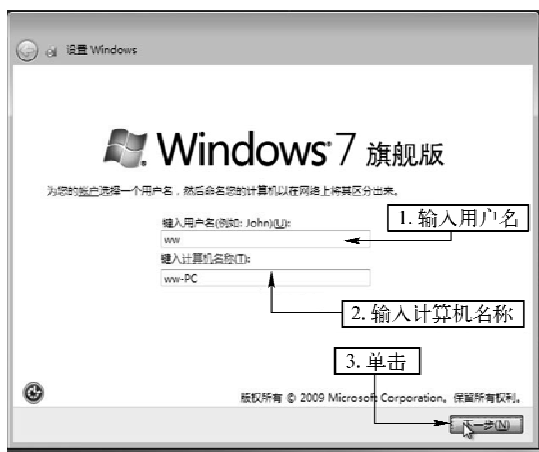 设置 Windows
Windows 7 旗舰版
为您的账户选择一个用户名，然后命名您的计算机以在网络上将其区分出来。
键入用户名(例如: John)(U):
1. 输入用户名
ww
键入计算机名称(T):
ww-PC
2. 输入计算机名称
3. 单击
版权所有 © 2009 Microsoft Corporation。保留所有权利。
下一步(N)